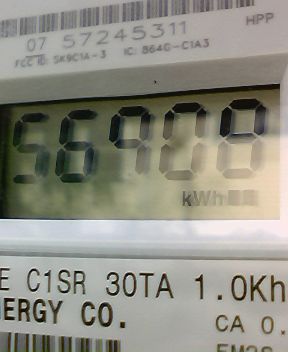 HPP
07 57245311
FCC ID: SK9C1A-3 IC: 864G-C1A3
56908
kWh
E C1SR 30TA 1.0Kh
NERGY CO.
CA 0.